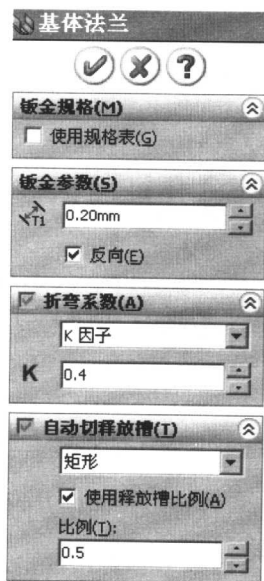 基体法兰
钣金规格(M)
使用规格表(G)
钣金参数(S)
T1 0.20mm
反向(E)
折弯系数(A)
K 因子
K 0.4
自动切释放槽(T)
矩形
使用释放槽比例(A)
比例(T):
0.5